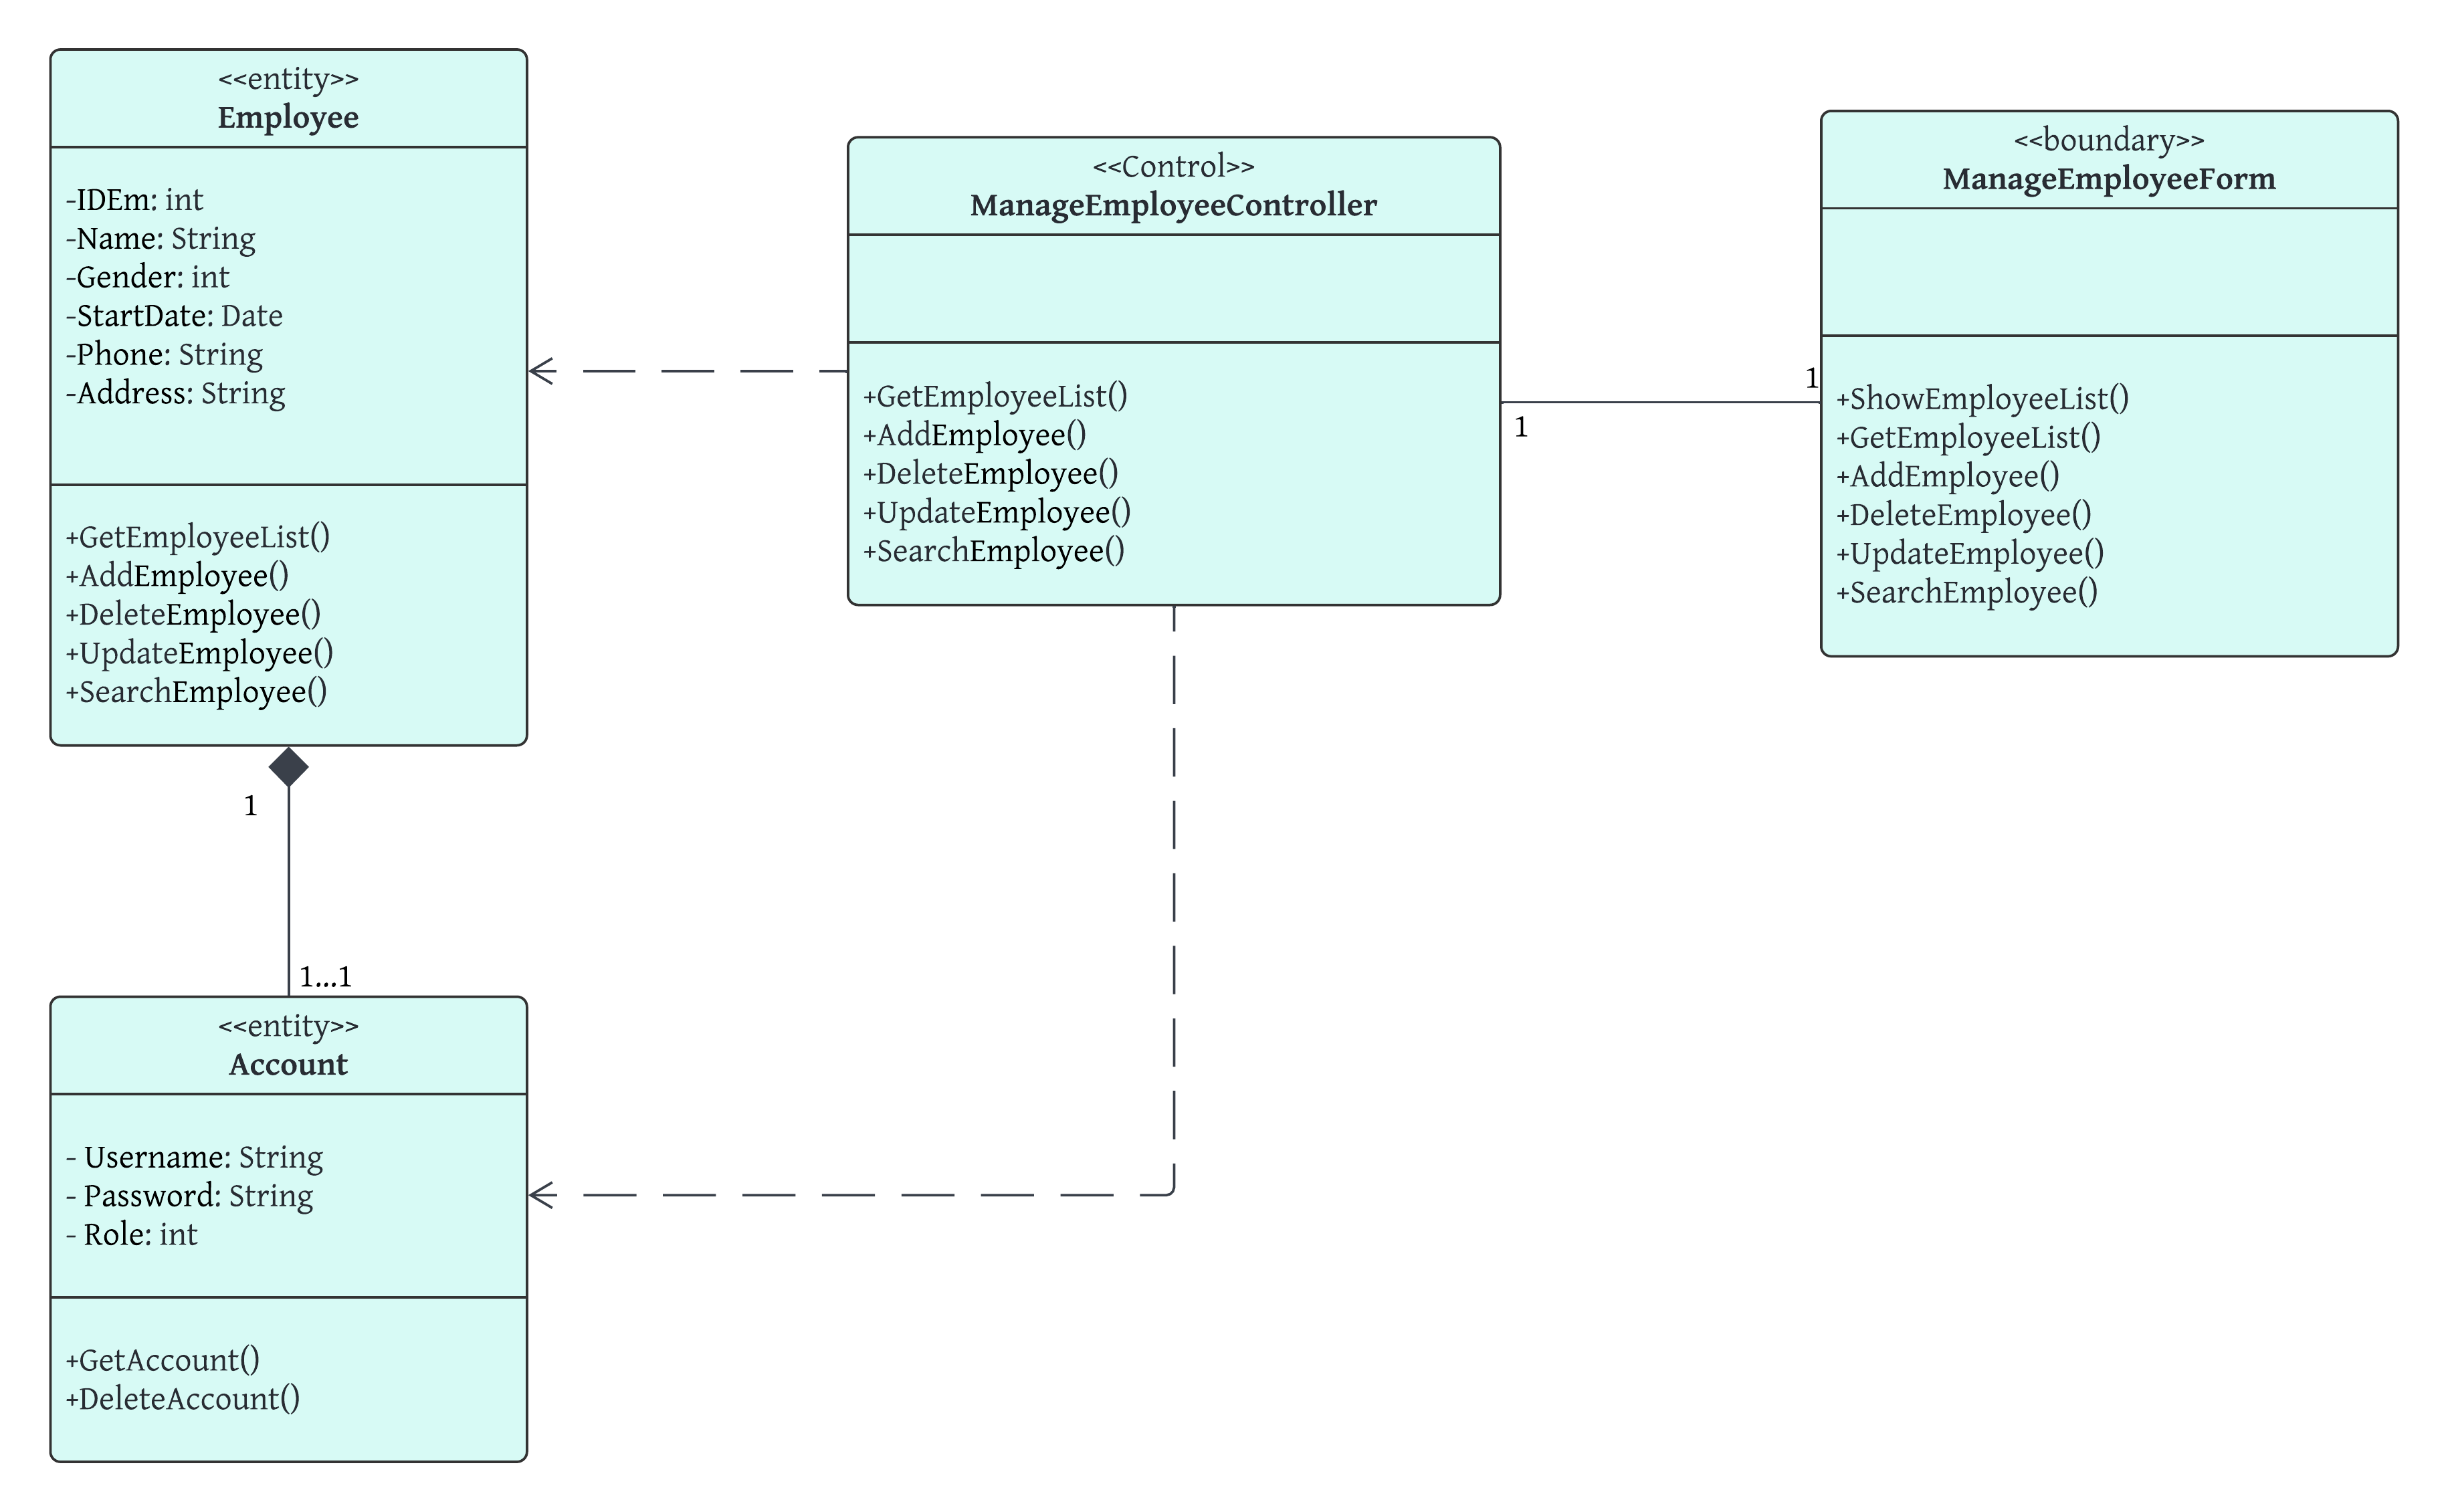 <<entity>>
Employee
-IDEm: int
-Name: String
-Gender: int
-StartDate: Date
-Phone: String
-Address: String
+GetEmployeeList()
+AddEmployee()
+DeleteEmployee()
+UpdateEmployee()
+SearchEmployee()
<<Control>>
ManageEmployeeController
+GetEmployeeList()
+AddEmployee()
+DeleteEmployee()
+UpdateEmployee()
+SearchEmployee()
1
1
<<boundary>>
ManageEmployeeForm
+ShowEmployeeList()
+GetEmployeeList()
+AddEmployee()
+DeleteEmployee()
+UpdateEmployee()
+SearchEmployee()
1
1...1
<<entity>>
Account
- Username: String
- Password: String
- Role: int
+GetAccount()
+DeleteAccount()